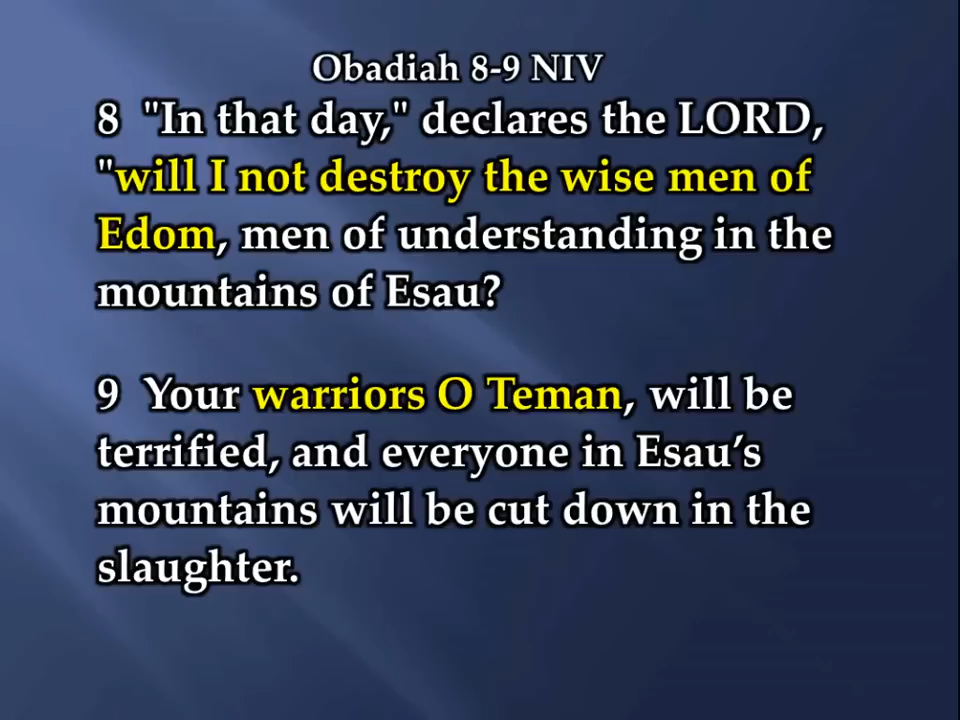 Obadiah 8-9 NIV
8 "In that day," declares the LORD,
"will I not destroy the wise men of
Edom, men of understanding in the
mountains of Esau?
9 Your warriors O Teman, will be
terrified, and everyone in Esau’s
mountains will be cut down in the
slaughter.